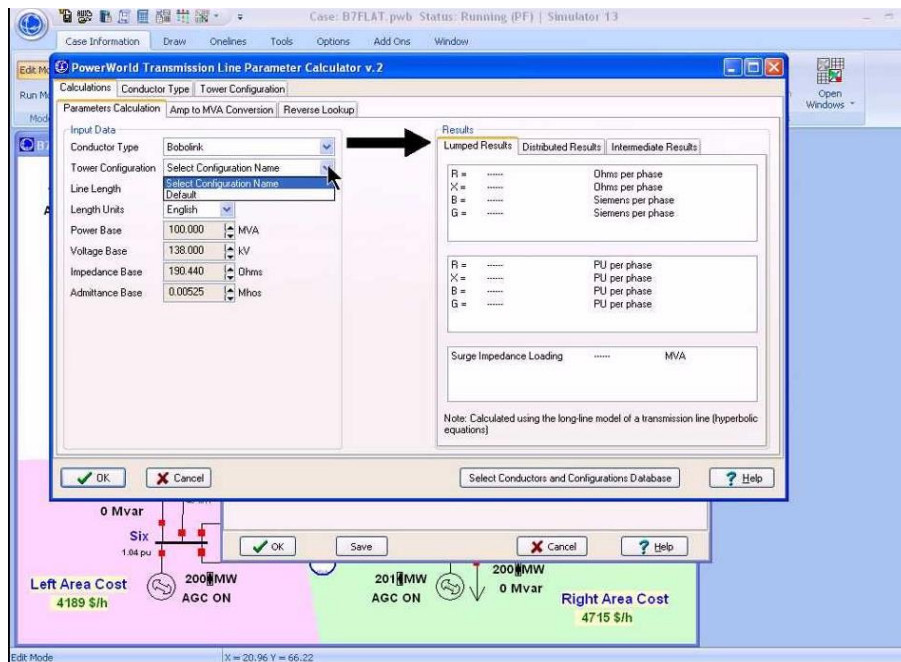 Case: B7FLAT.pwb Status: Running (PF) | Simulator 13
Case Information Draw Onelines Tools Options Add Ons Window
Edit Mo
Run Mo
Mod
Open
Windows
PowerWorld Transmission Line Parameter Calculator v.2
Calculations Conductor Type Tower Configuration
Parameters Calculation Amp to MVA Conversion Reverse Lookup
Input Data
Conductor Type Bobolink
Tower Configuration Select Configuration Name
Select Configuration Name
Default
Line Length
Length Units English
Power Base 100.000 MVA
Voltage Base 138.000 kV
Impedance Base 190.440 Ohms
Admittance Base 0.00525 Mhos
Results
Lumped Results Distributed Results Intermediate Results
R = ...... Ohms per phase
X = ...... Ohms per phase
B = ...... Siemens per phase
G = ...... Siemens per phase
R = ...... PU per phase
X = ...... PU per phase
B = ...... PU per phase
G = ...... PU per phase
Surge Impedance Loading ...... MVA
Note: Calculated using the long-line model of a transmission line (hyperbolic
equations)
OK Cancel Select Conductors and Configurations Database ? Help
0 Mvar
Six
1.04 pu
OK Save Cancel ? Help
200 MW
AGC ON
201 MW
AGC ON
200 MW
0 Mvar
Left Area Cost
4189 $/h
Right Area Cost
4715 $/h
Edit Mode X = 20.96 Y = 66.22